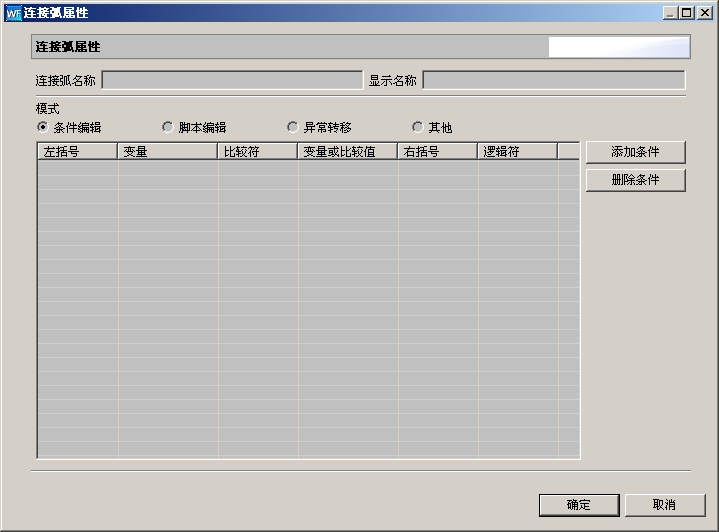 WF 连接弧属性
连接弧属性
连接弧名称 显示名称
模式
条件编辑 脚本编辑 异常转移 其他
左括号 变量 比较符 变量或比较值 右括号 逻辑符 添加条件
删除条件
确定 取消